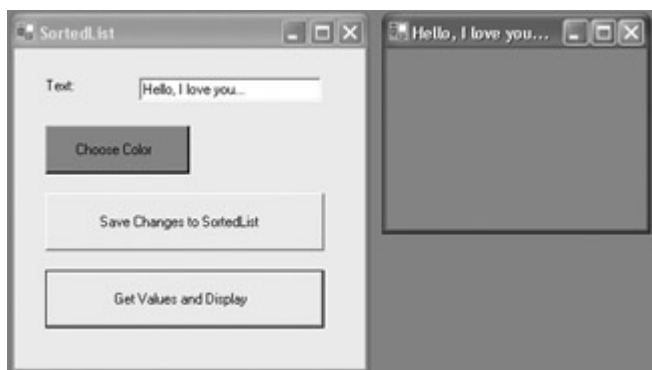 SortedList
Hello, I love you...
Text:
Hello, I love you...
Choose Color
Save Changes to SortedList
Get Values and Display